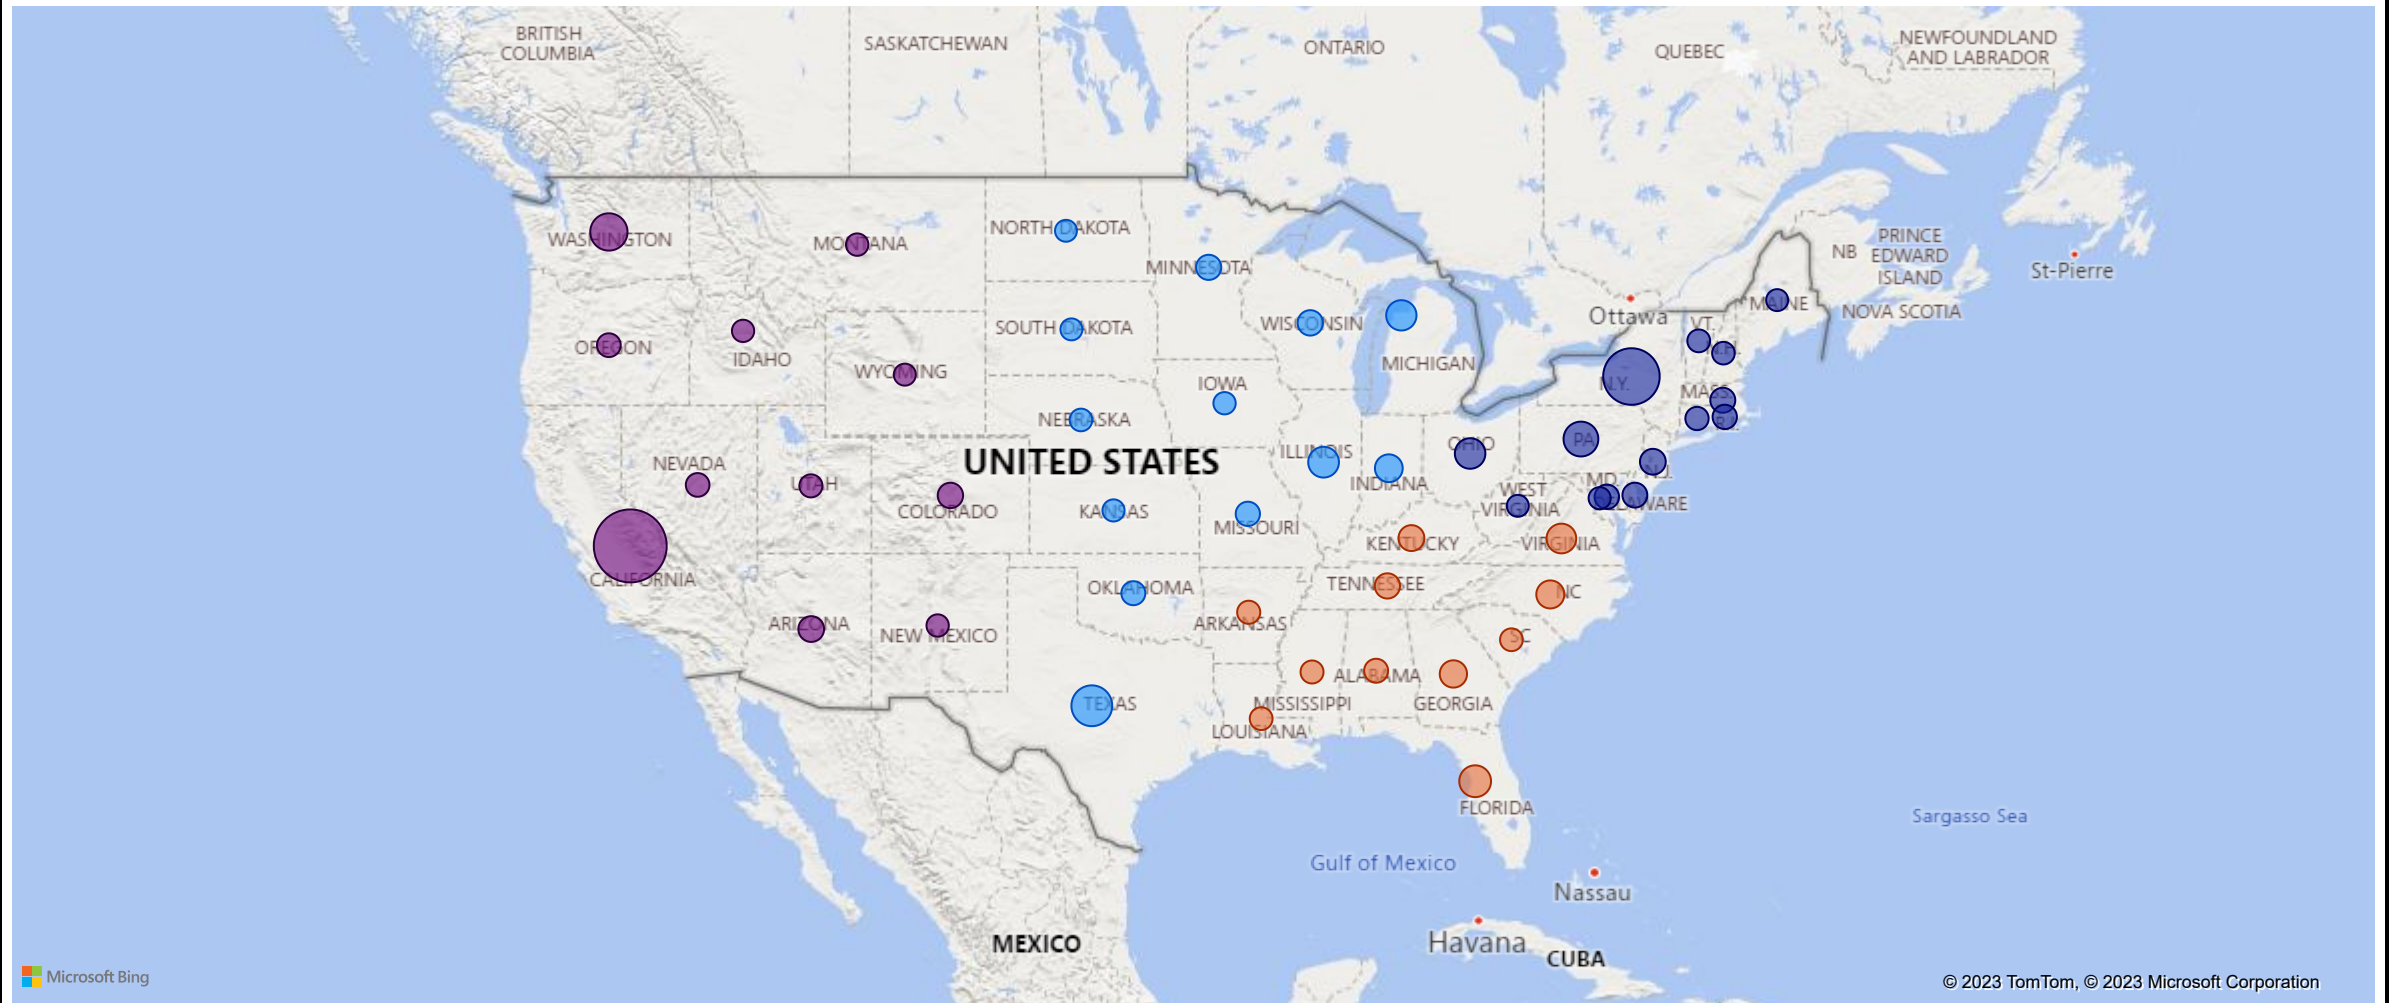 BRITISH
COLUMBIA
SASKATCHEWAN
ONTARIO
QUEBEC
NEWFOUNDLAND
AND LABRADOR
WASHINGTON
MONTANA
NORTH DAKOTA
MINNESOTA
NB
PRINCE
EDWARD
ISLAND
St-Pierre
OREGON
IDAHO
WYOMING
SOUTH DAKOTA
WISCONSIN
MICHIGAN
Ottawa
VT.
N.H.
MAINE
NOVA SCOTIA
NEBRASKA
IOWA
N.Y.
MASS.
R.I.
NEVADA
UTAH
COLORADO
UNITED STATES
KANSAS
MISSOURI
ILLINOIS
INDIANA
OHIO
PA
N.J.
MD.
DELAWARE
WEST
VIRGINIA
CALIFORNIA
KENTUCKY
VIRGINIA
ARIZONA
NEW MEXICO
OKLAHOMA
ARKANSAS
TENNESSEE
NC
SC
TEXAS
MISSISSIPPI
ALABAMA
GEORGIA
LOUISIANA
FLORIDA
Sargasso Sea
Gulf of Mexico
Nassau
MEXICO
Havana
CUBA
Microsoft Bing
© 2023 TomTom, © 2023 Microsoft Corporation